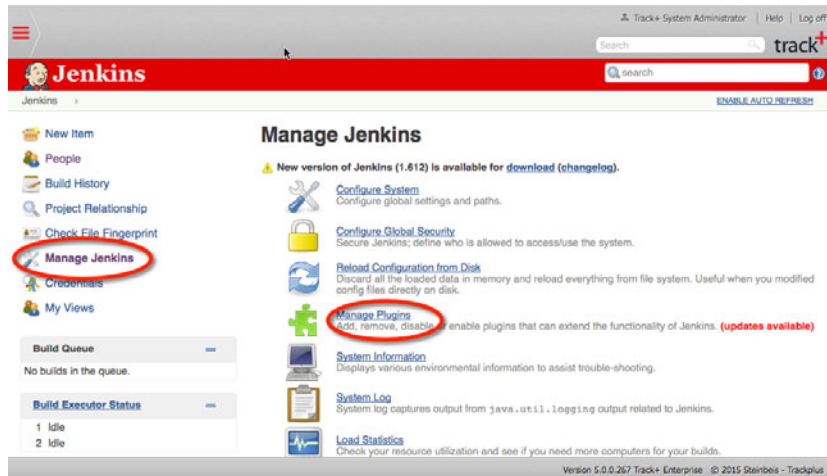 Track+ System Administrator | Help | Log off
Search
track+
Jenkins
search
Jenkins
ENABLE AUTO REFRESH
New Item
People
Build History
Project Relationship
Check File Fingerprint
Manage Jenkins
Credentials
My Views
Build Queue
No builds in the queue.
Build Executor Status
1 Idle
2 Idle
Manage Jenkins
New version of Jenkins (1.612) is available for download (changelog).
Configure System
Configure global settings and paths.
Configure Global Security
Secure Jenkins; define who is allowed to access/use the system.
Reload Configuration from Disk
Discard all the loaded data in memory and reload everything from file system. Useful when you modified
config files directly on disk.
Manage Plugins
Add, remove, disable or enable plugins that can extend the functionality of Jenkins. (updates available)
System Information
Displays various environmental information to assist trouble-shooting.
System Log
System log captures output from java.util.logging output related to Jenkins.
Load Statistics
Check your resource utilization and see if you need more computers for your builds.
Version 5.0.0.267 Track+ Enterprise © 2015 Steinbeis - Trackplus